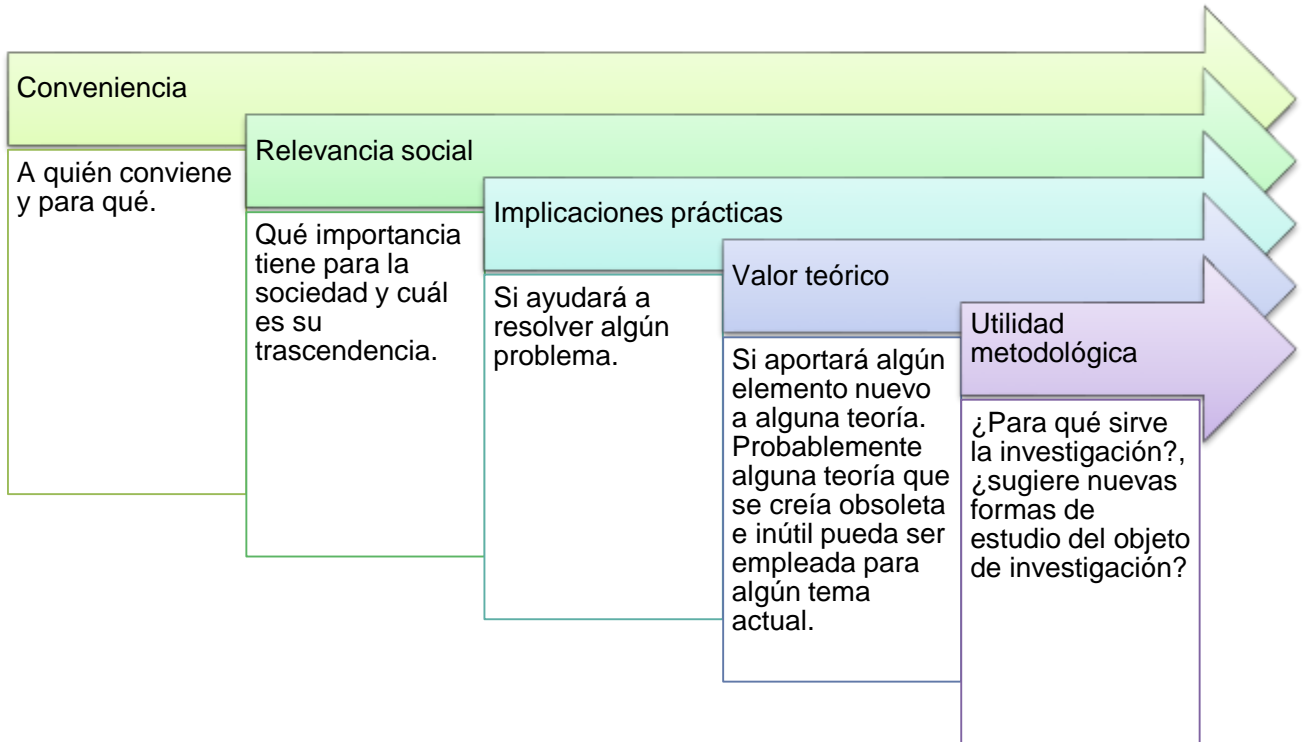 Conveniencia
A quién conviene
y para qué.
Relevancia social
Qué importancia
tiene para la
sociedad y cuál
es su
trascendencia.
Implicaciones prácticas
Si ayudará a
resolver algún
problema.
Valor teórico
Si aportará algún
elemento nuevo
a alguna teoría.
Probablemente
alguna teoría que
se creía obsoleta
e inútil pueda ser
empleada para
algún tema
actual.
Utilidad
metodológica
¿Para qué sirve
la investigación?,
¿sugiere nuevas
formas de
estudio del objeto
de investigación?